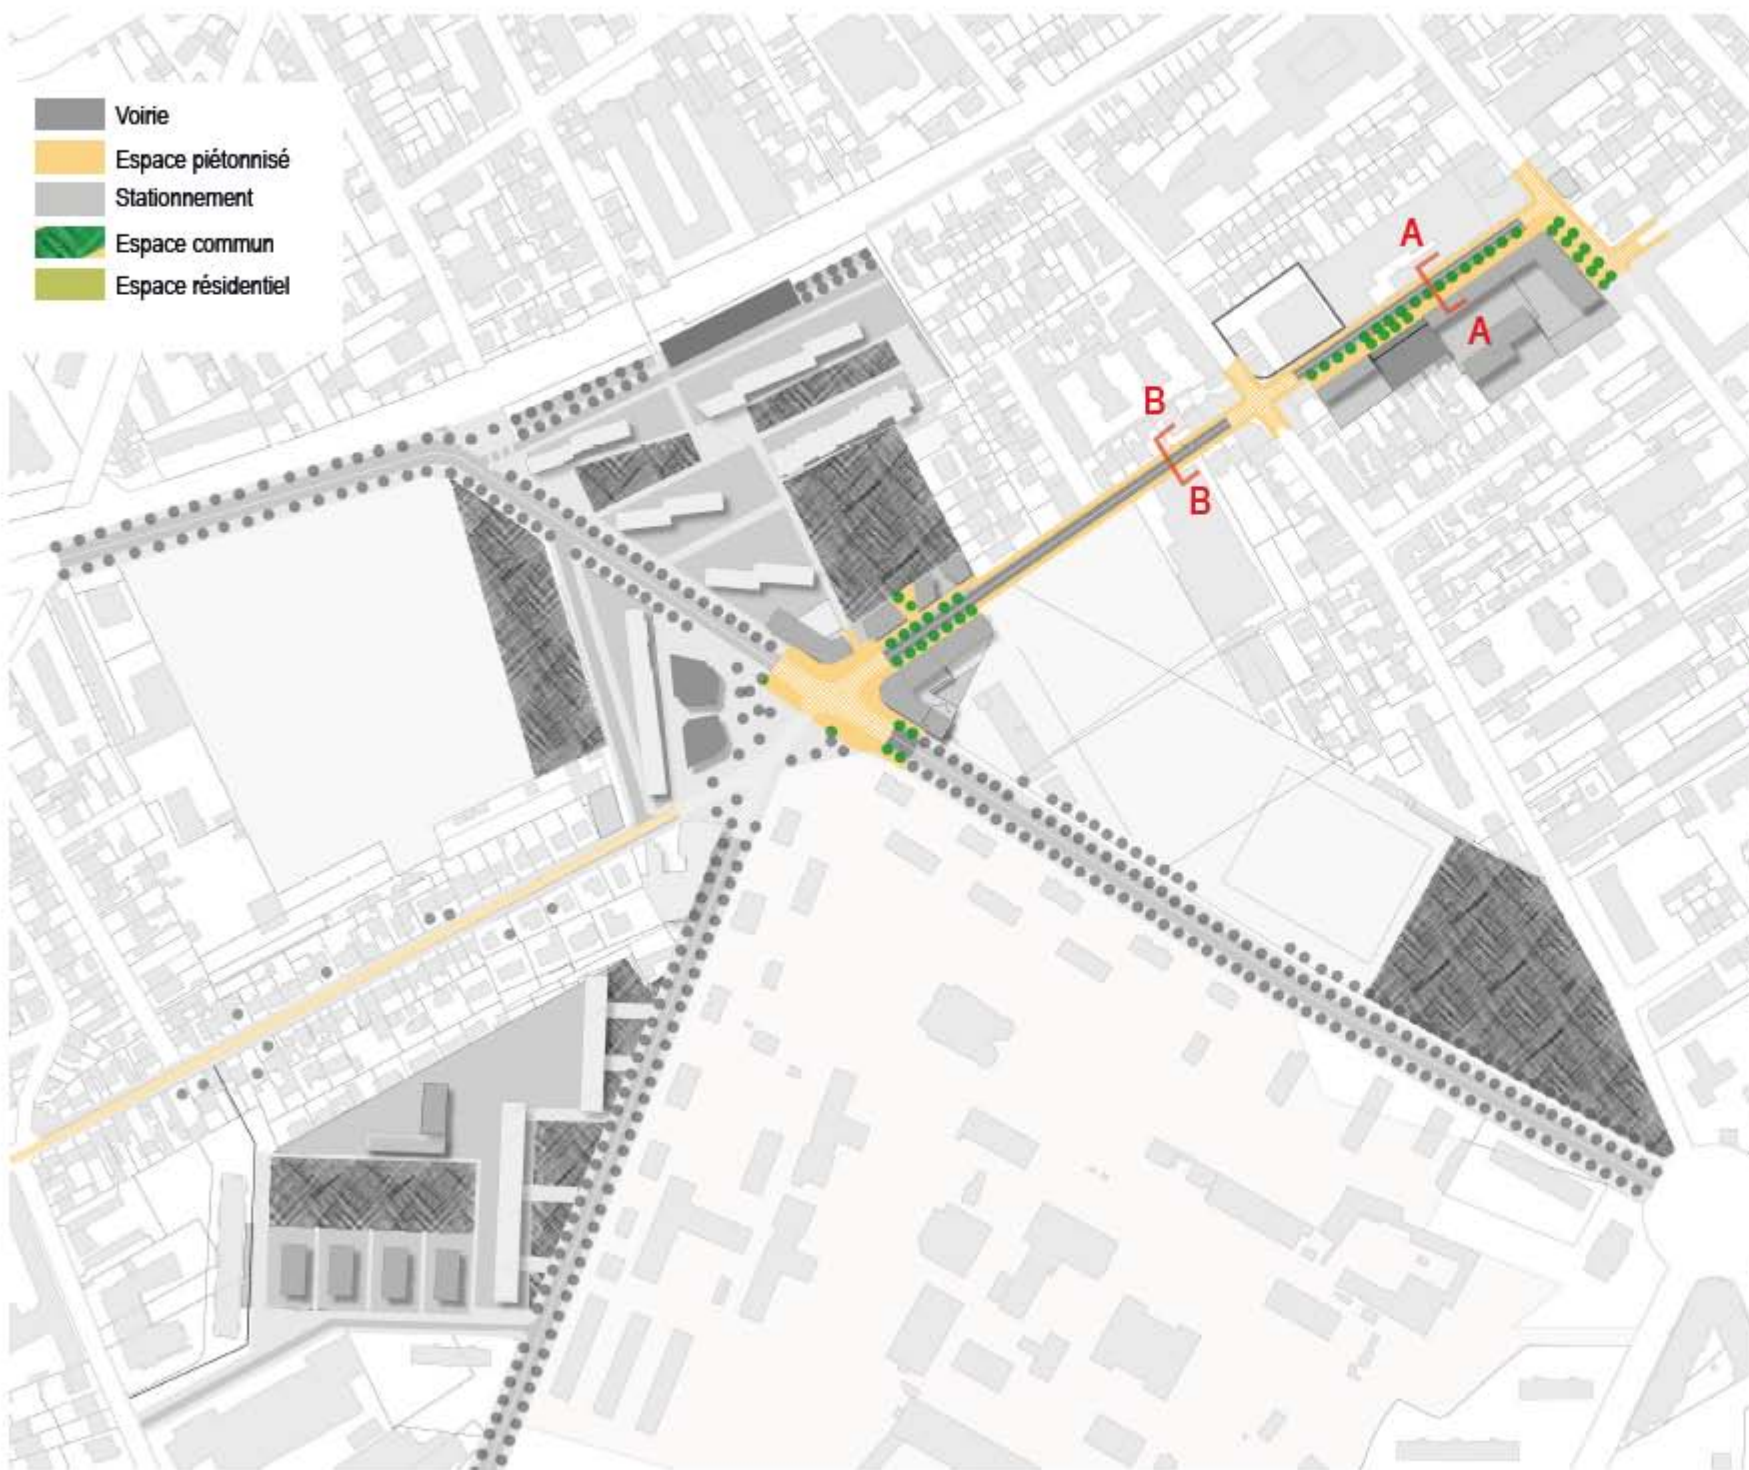 Voirie
Espace piétonnisé
Stationnement
Espace commun
Espace résidentiel
A
A
B
B